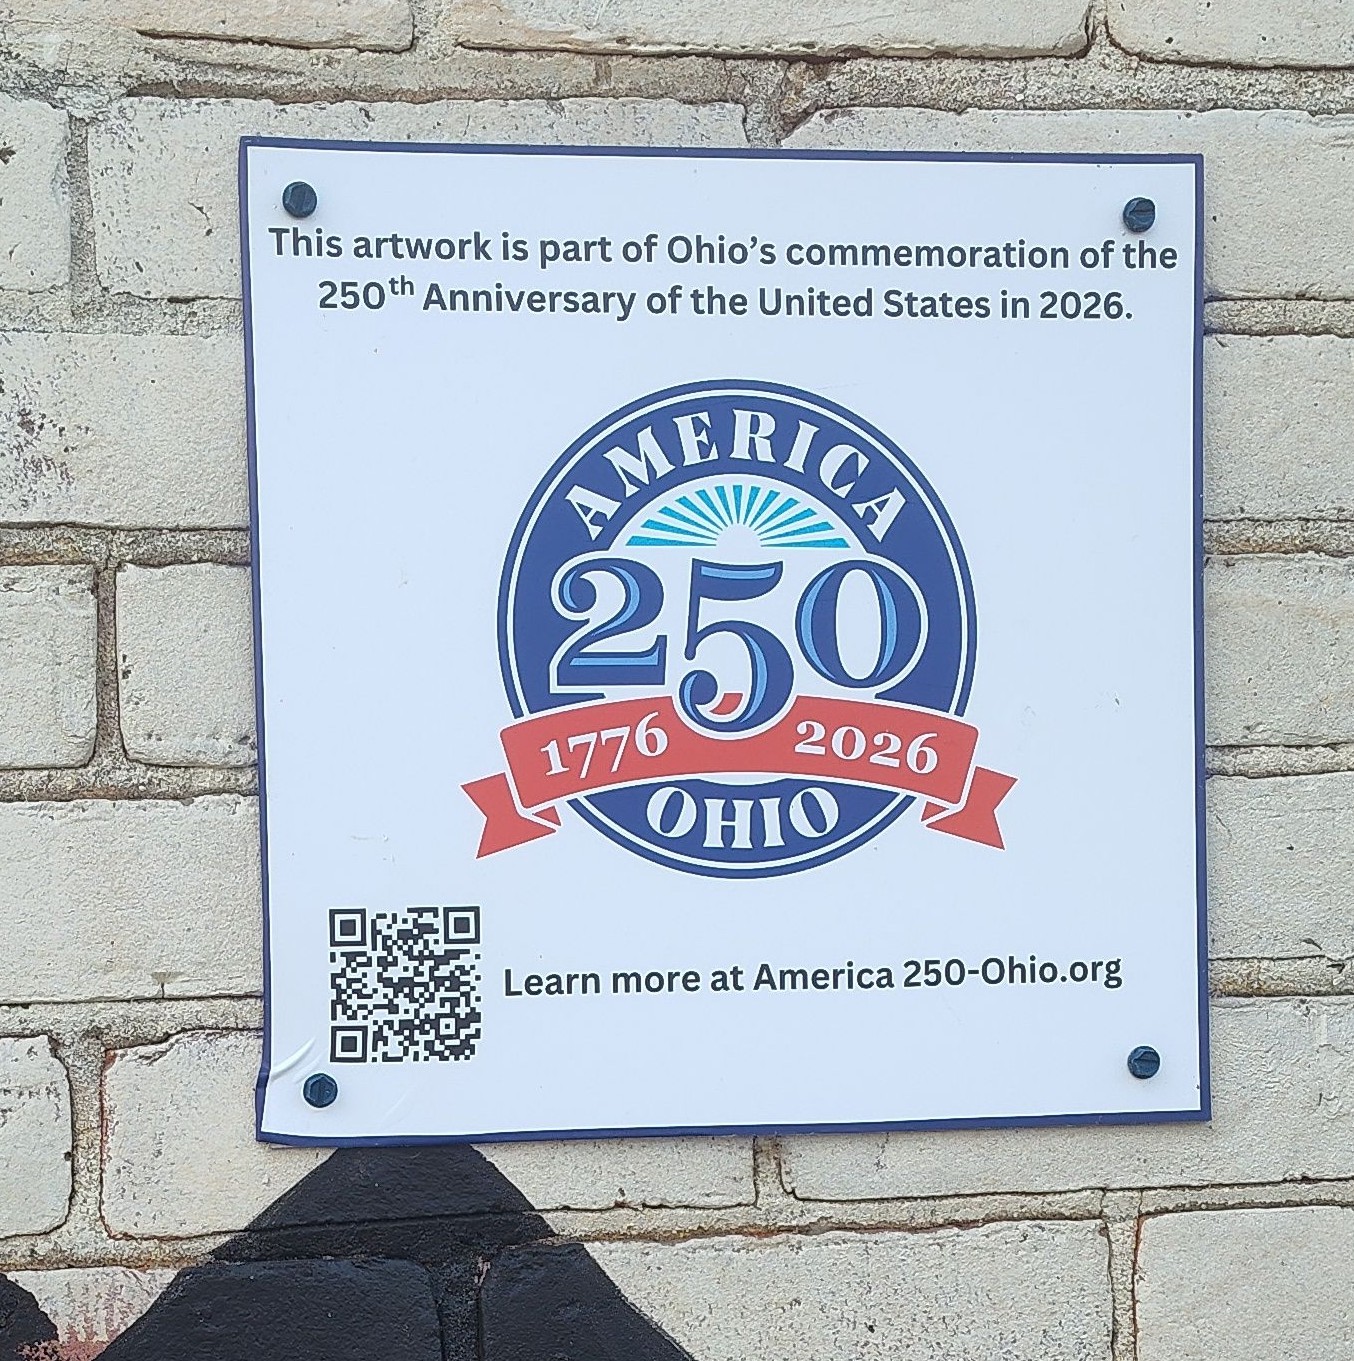 This artwork is part of Ohio’s commemoration of the
250th Anniversary of the United States in 2026.
AMERICA
250
1776 2026
OHIO
Learn more at America 250-Ohio.org